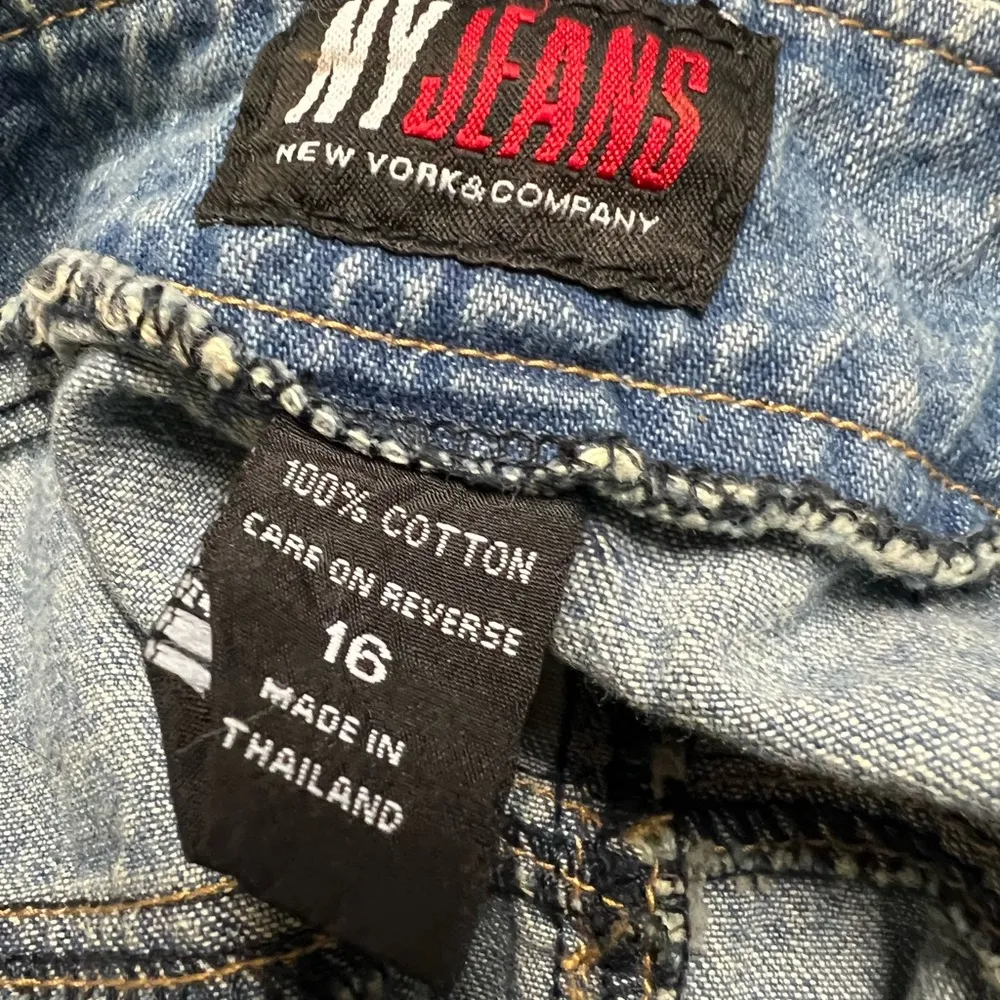 NY JEANS
NEW YORK & COMPANY
100% COTTON
CARE ON REVERSE
16
MADE IN
THAILAND